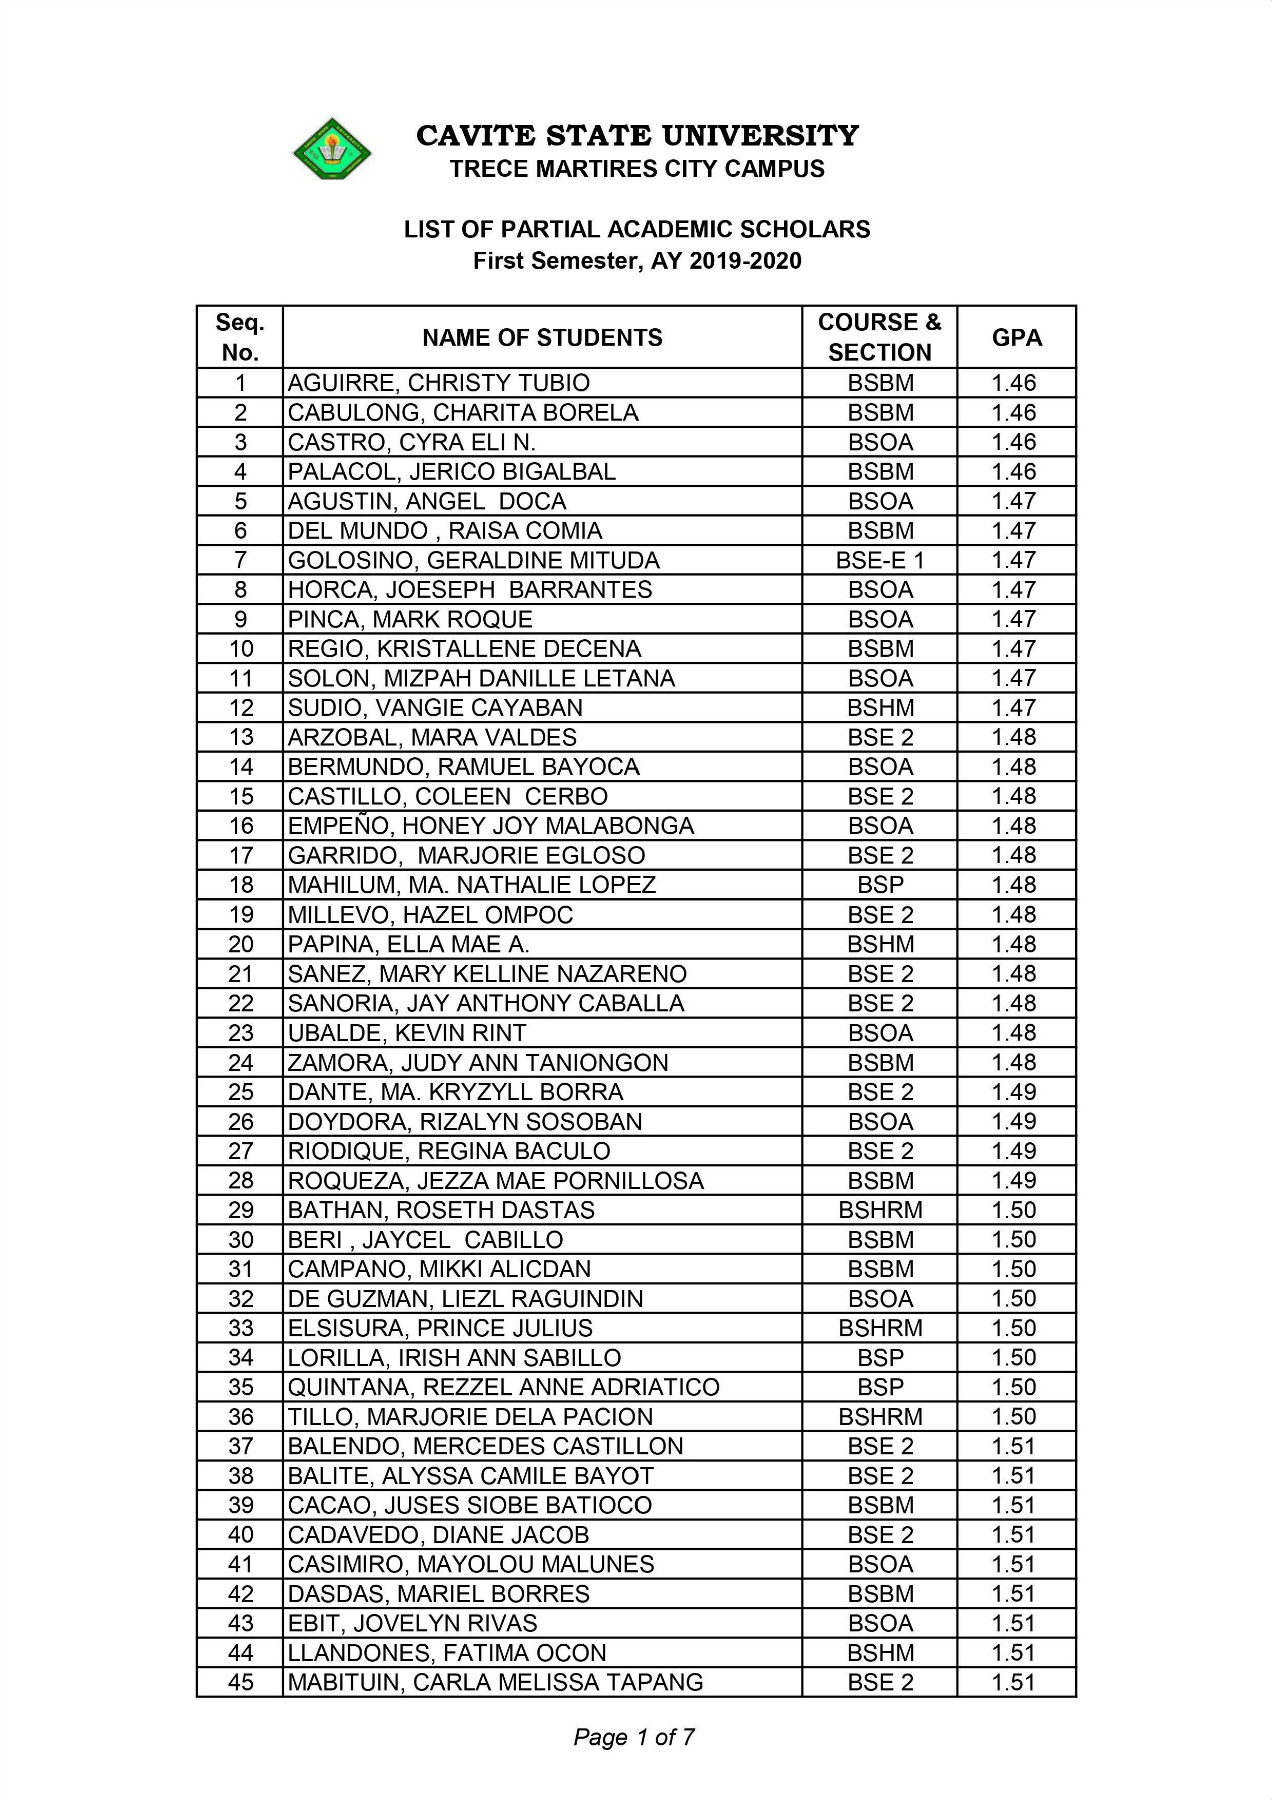 CAVITE STATE UNIVERSITY
TRECE MARTIRES CITY CAMPUS
LIST OF PARTIAL ACADEMIC SCHOLARS
First Semester, AY 2019-2020
Seq. No. NAME OF STUDENTS COURSE & SECTION GPA
1 AGUIRRE, CHRISTY TUBIO BSBM 1.46
2 CABULONG, CHARITA BORELA BSBM 1.46
3 CASTRO, CYRA ELI N. BSOA 1.46
4 PALACOL, JERICO BIGALBAL BSBM 1.46
5 AGUSTIN, ANGEL DOCA BSOA 1.47
6 DEL MUNDO , RAISA COMIA BSBM 1.47
7 GOLOSINO, GERALDINE MITUDA BSE-E 1 1.47
8 HORCA, JOESEPH BARRANTES BSOA 1.47
9 PINCA, MARK ROQUE BSOA 1.47
10 REGIO, KRISTALLENE DECENA BSBM 1.47
11 SOLON, MIZPAH DANILLE LETANA BSOA 1.47
12 SUDIO, VANGIE CAYABAN BSHM 1.47
13 ARZOBAL, MARA VALDES BSE 2 1.48
14 BERMUNDO, RAMUEL BAYOCA BSOA 1.48
15 CASTILLO, COLEEN CERBO BSE 2 1.48
16 EMPEÑO, HONEY JOY MALABONGA BSOA 1.48
17 GARRIDO, MARJORIE EGLOSO BSE 2 1.48
18 MAHILUM, MA. NATHALIE LOPEZ BSP 1.48
19 MILLEVO, HAZEL OMPOC BSE 2 1.48
20 PAPINA, ELLA MAE A. BSHM 1.48
21 SANEZ, MARY KELLINE NAZARENO BSE 2 1.48
22 SANORIA, JAY ANTHONY CABALLA BSE 2 1.48
23 UBALDE, KEVIN RINT BSOA 1.48
24 ZAMORA, JUDY ANN TANIONGON BSBM 1.48
25 DANTE, MA. KRYZYLL BORRA BSE 2 1.49
26 DOYDORA, RIZALYN SOSOBAN BSOA 1.49
27 RIODIQUE, REGINA BACULO BSE 2 1.49
28 ROQUEZA, JEZZA MAE PORNILLOSA BSBM 1.49
29 BATHAN, ROSETH DASTAS BSHRM 1.50
30 BERI , JAYCEL CABILLO BSBM 1.50
31 CAMPANO, MIKKI ALICDAN BSBM 1.50
32 DE GUZMAN, LIEZL RAGUINDIN BSOA 1.50
33 ELSISURA, PRINCE JULIUS BSHRM 1.50
34 LORILLA, IRISH ANN SABILLO BSP 1.50
35 QUINTANA, REZZEL ANNE ADRIATICO BSP 1.50
36 TILLO, MARJORIE DELA PACION BSHRM 1.50
37 BALENDO, MERCEDES CASTILLON BSE 2 1.51
38 BALITE, ALYSSA CAMILE BAYOT BSE 2 1.51
39 CACAO, JUSES SIOBE BATIOCO BSBM 1.51
40 CADAVEDO, DIANE JACOB BSE 2 1.51
41 CASIMIRO, MAYOLOU MALUNES BSOA 1.51
42 DASDAS, MARIEL BORRES BSBM 1.51
43 EBIT, JOVELYN RIVAS BSOA 1.51
44 LLANDONES, FATIMA OCON BSHM 1.51
45 MABITUIN, CARLA MELISSA TAPANG BSE 2 1.51
Page 1 of 7